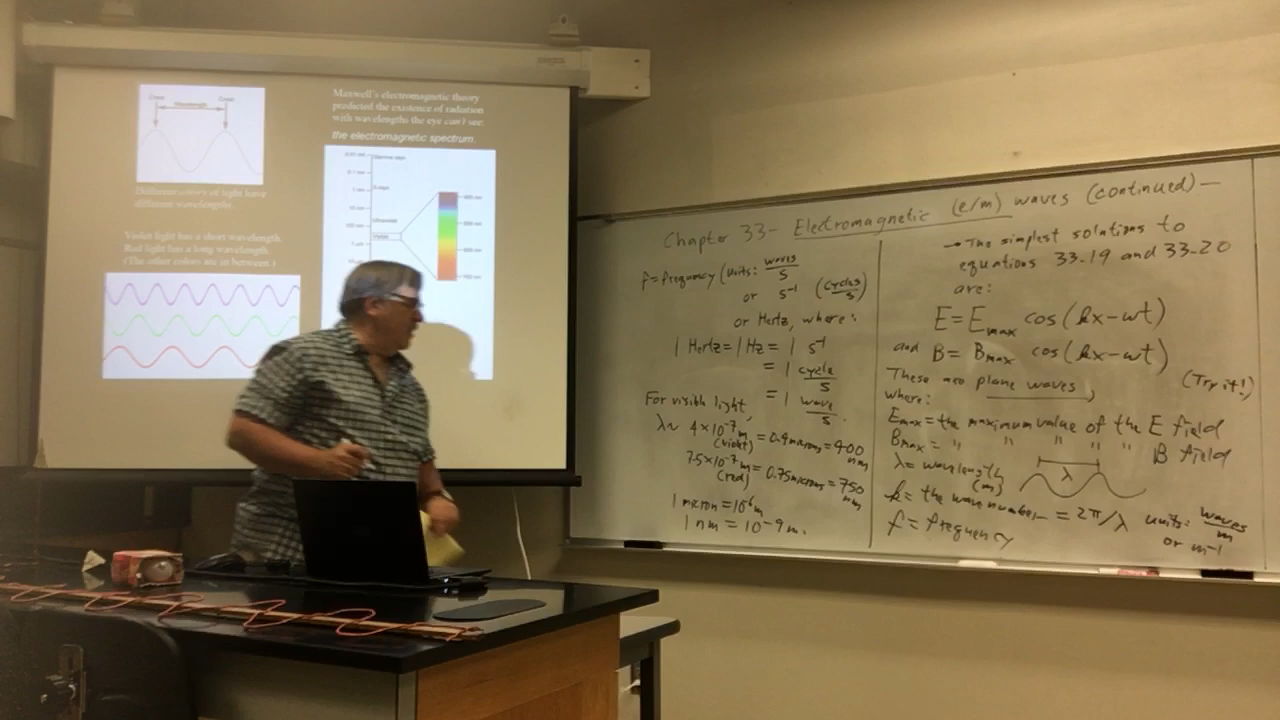 Crest
Crest
Wavelength
Different colors of light have
different wavelengths.
Violet light has a short wavelength.
Red light has a long wavelength.
(The other colors are in between.)
Maxwell's electromagnetic theory
predicted the existence of radiation
with wavelengths the eye can't see:
the electromagnetic spectrum.
Gamma rays
X-rays
Ultraviolet
Visible
Chapter 33- Electromagnetic (e/m) waves (continued) —
f = frequency (units: waves/s
or s⁻¹ (cycles/s)
or Hertz, where:
1 Hertz = 1 Hz = 1 s⁻¹
= 1 cycle/s
= 1 wave/s.
For visible light,
λ ~ 4×10⁻⁷ m = 0.4 microns = 400 nm
(violet)
7.5×10⁻⁷ m = 0.75 microns = 750 nm
(red)
1 micron = 10⁻⁶ m
1 nm = 10⁻⁹ m.
→ The simplest solutions to
equations 33-19 and 33-20
are:
E = Emax cos(kx-ωt)
and B = Bmax cos(kx-ωt)
These are plane waves, (Try it!)
where:
Emax = the maximum value of the E field
Bmax = " " " " " B field
λ = wavelength
(m)
λ
k = the wavenumber = 2π/λ units: waves/m
or m⁻¹
f = frequency